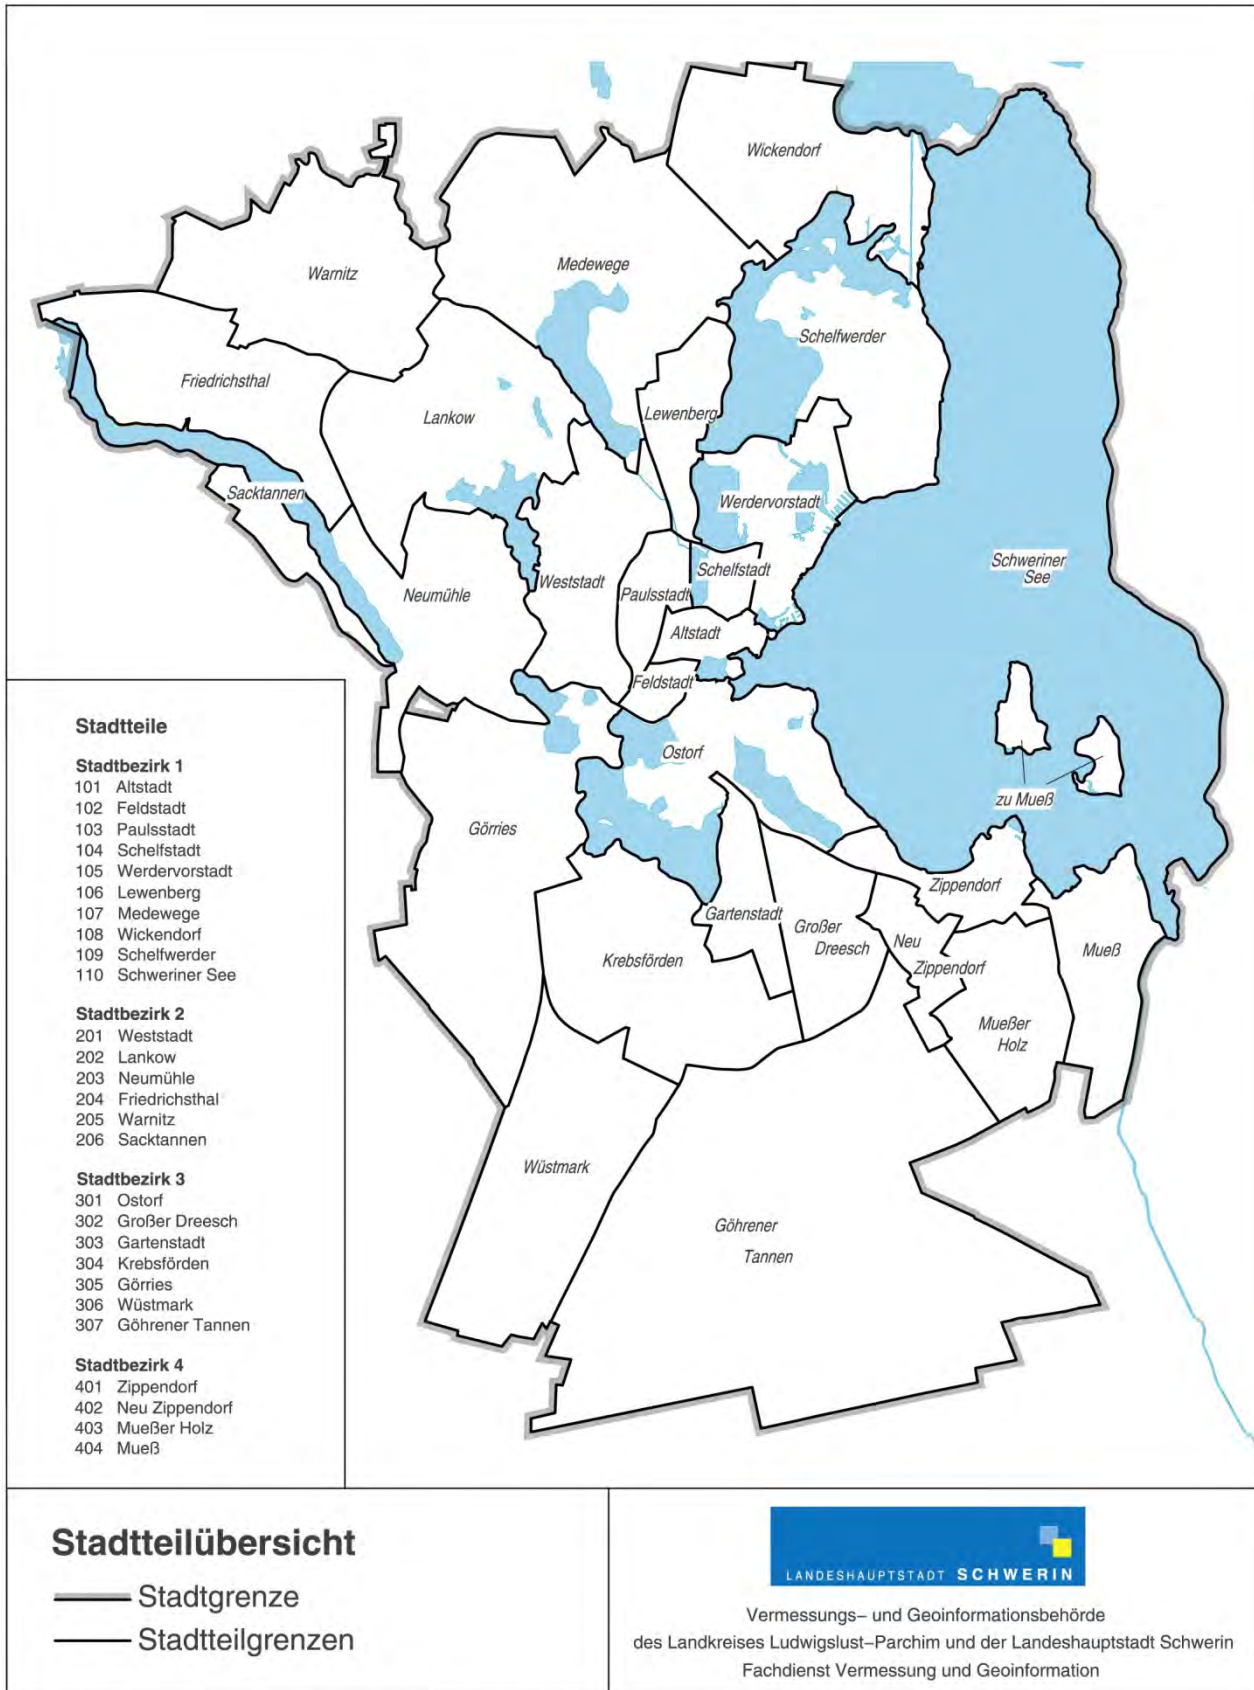 Wickendorf
Medewege
Warnitz
Schelfwerder
Friedrichsthal
Lankow
Lewenberg
Sacktannen
Werdervorstadt
Schweriner
See
Schelfstadt
Weststadt
Neumühle
Paulsstadt
Altstadt
Feldstadt
Ostorf
zu Mueß
Görries
Zippendorf
Gartenstadt
Großer
Dreesch
Neu
Zippendorf
Mueß
Krebsförden
Mueßer
Holz
Wüstmark
Göhrener
Tannen
Stadtteile
Stadtbezirk 1
101 Altstadt
102 Feldstadt
103 Paulsstadt
104 Schelfstadt
105 Werdervorstadt
106 Lewenberg
107 Medewege
108 Wickendorf
109 Schelfwerder
110 Schweriner See
Stadtbezirk 2
201 Weststadt
202 Lankow
203 Neumühle
204 Friedrichsthal
205 Warnitz
206 Sacktannen
Stadtbezirk 3
301 Ostorf
302 Großer Dreesch
303 Gartenstadt
304 Krebsförden
305 Görries
306 Wüstmark
307 Göhrener Tannen
Stadtbezirk 4
401 Zippendorf
402 Neu Zippendorf
403 Mueßer Holz
404 Mueß
Stadtteilübersicht
Stadtgrenze
Stadtteilgrenzen
LANDESHAUPTSTADT SCHWERIN
Vermessungs– und Geoinformationsbehörde
des Landkreises Ludwigslust–Parchim und der Landeshauptstadt Schwerin
Fachdienst Vermessung und Geoinformation